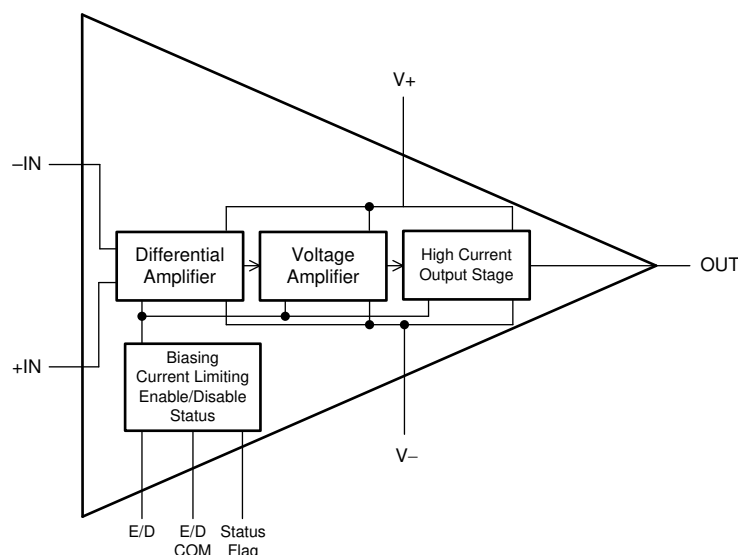 V+
–IN
Differential
Amplifier
Voltage
Amplifier
High Current
Output Stage
OUT
+IN
Biasing
Current Limiting
Enable/Disable
Status
V–
E/D
E/D
COM
Status
Flag